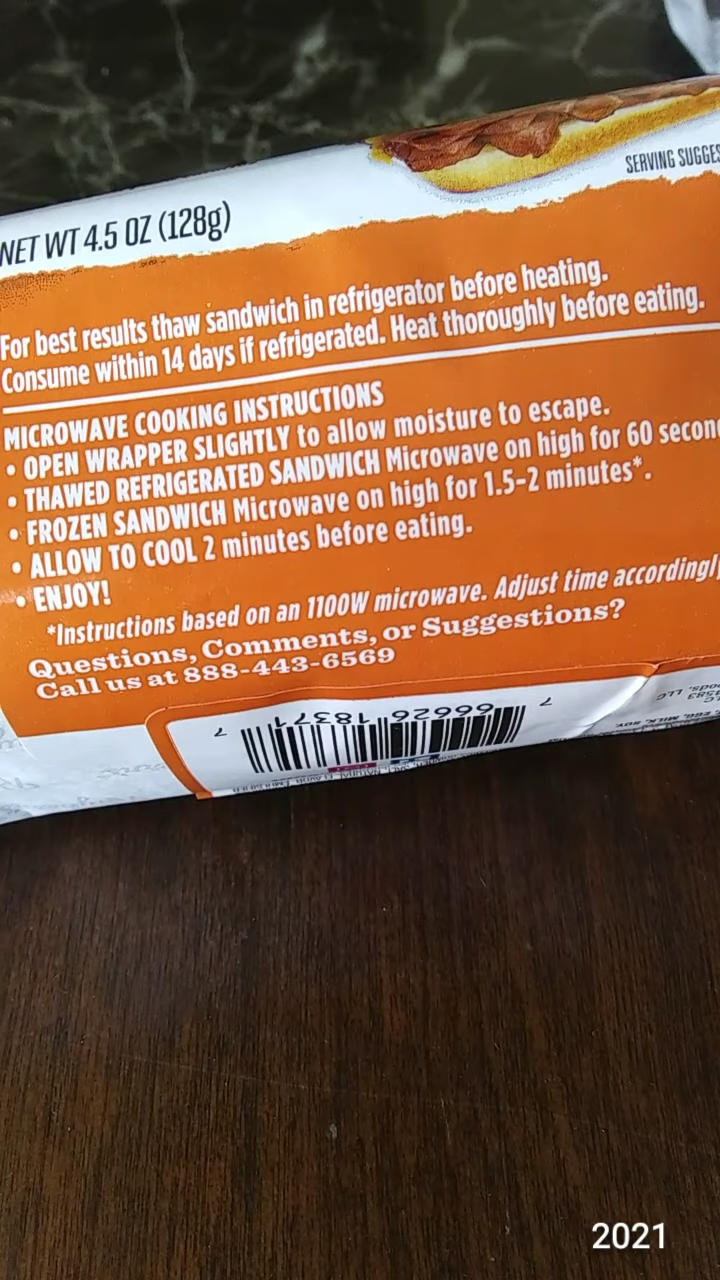 SERVING SUGGES
NET WT 4.5 OZ (128g)
For best results thaw sandwich in refrigerator before heating.
Consume within 14 days if refrigerated. Heat thoroughly before eating.
MICROWAVE COOKING INSTRUCTIONS
• OPEN WRAPPER SLIGHTLY to allow moisture to escape.
• THAWED REFRIGERATED SANDWICH Microwave on high for 60 secon
• FROZEN SANDWICH Microwave on high for 1.5-2 minutes*.
• ALLOW TO COOL 2 minutes before eating.
• ENJOY!
*Instructions based on an 1100W microwave. Adjust time accordingly
Questions, Comments, or Suggestions?
Call us at 888-443-6569
7 66626 18371 7
EGG, MILK, SOY
2021